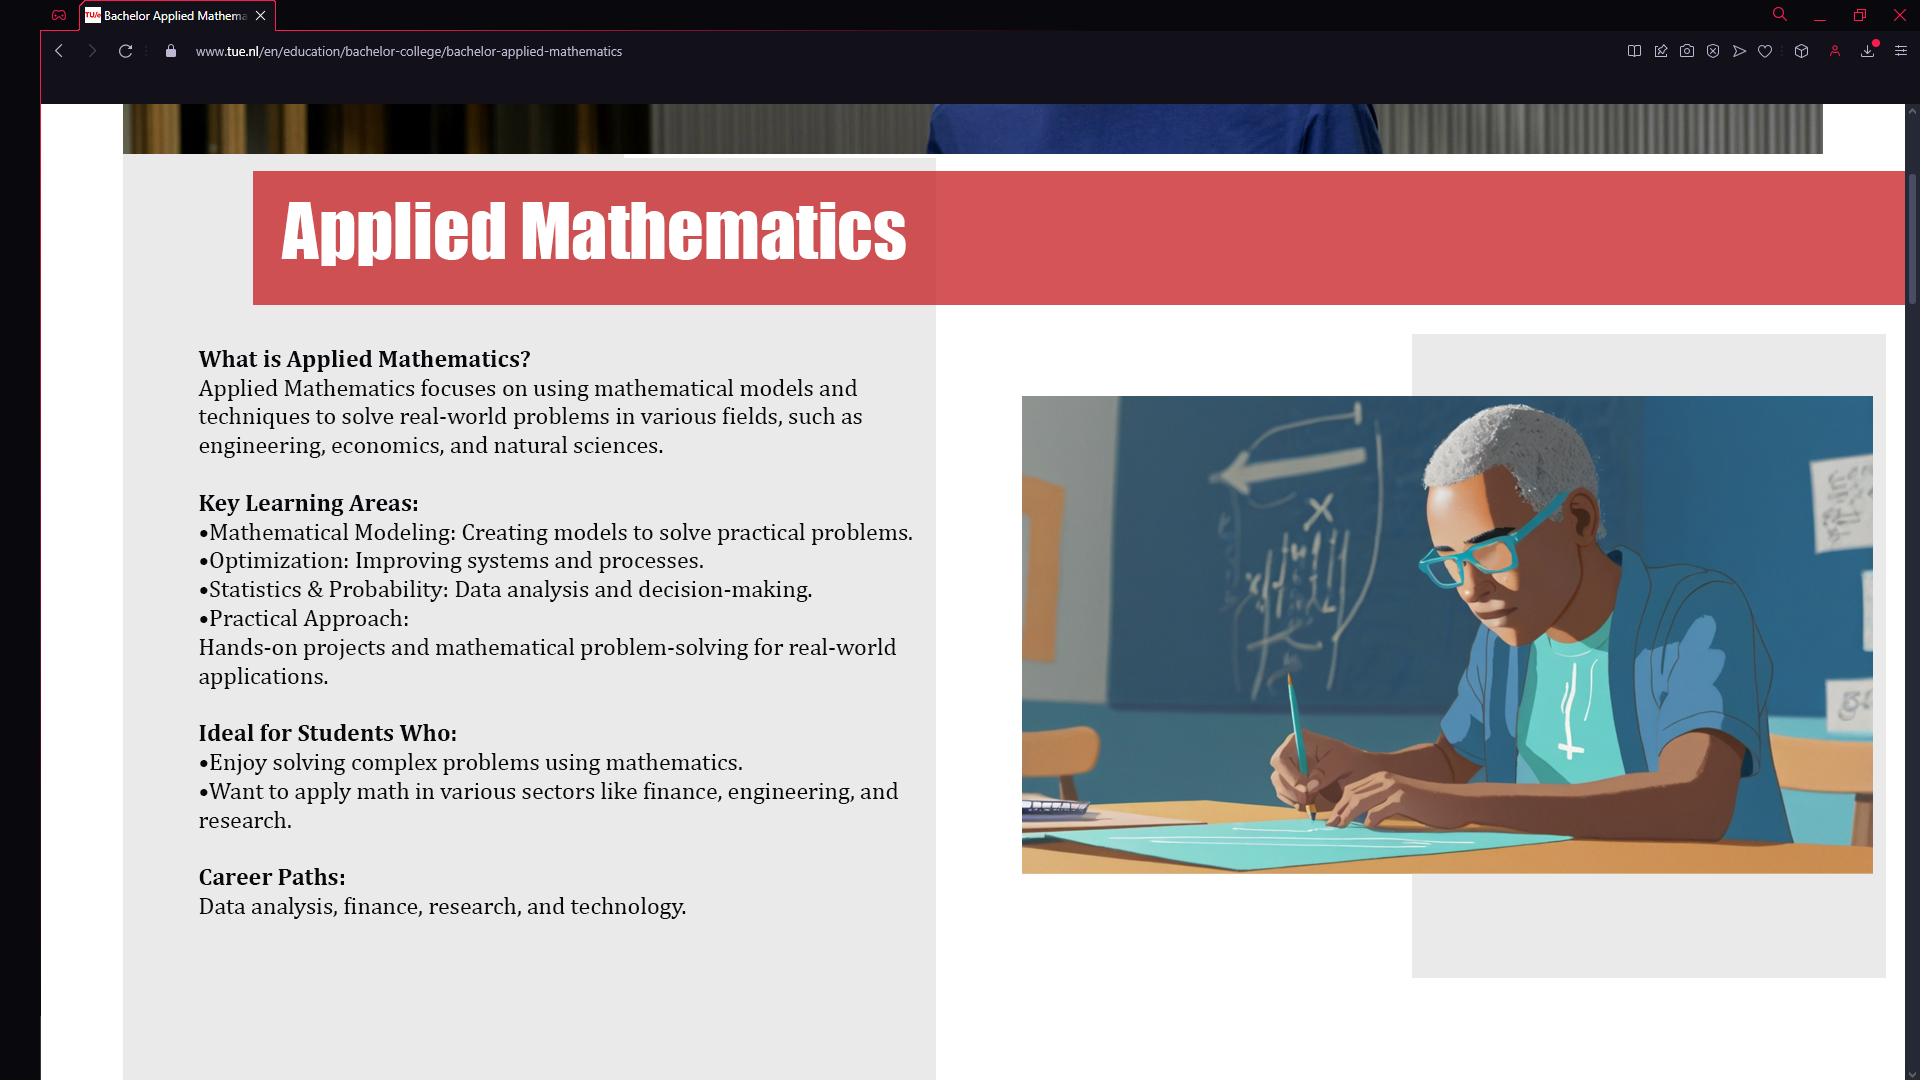 TU/e Bachelor Applied Mathema
www.tue.nl/en/education/bachelor-college/bachelor-applied-mathematics
Applied Mathematics
What is Applied Mathematics?
Applied Mathematics focuses on using mathematical models and
techniques to solve real-world problems in various fields, such as
engineering, economics, and natural sciences.
Key Learning Areas:
•Mathematical Modeling: Creating models to solve practical problems.
•Optimization: Improving systems and processes.
•Statistics & Probability: Data analysis and decision-making.
•Practical Approach:
Hands-on projects and mathematical problem-solving for real-world
applications.
Ideal for Students Who:
•Enjoy solving complex problems using mathematics.
•Want to apply math in various sectors like finance, engineering, and
research.
Career Paths:
Data analysis, finance, research, and technology.